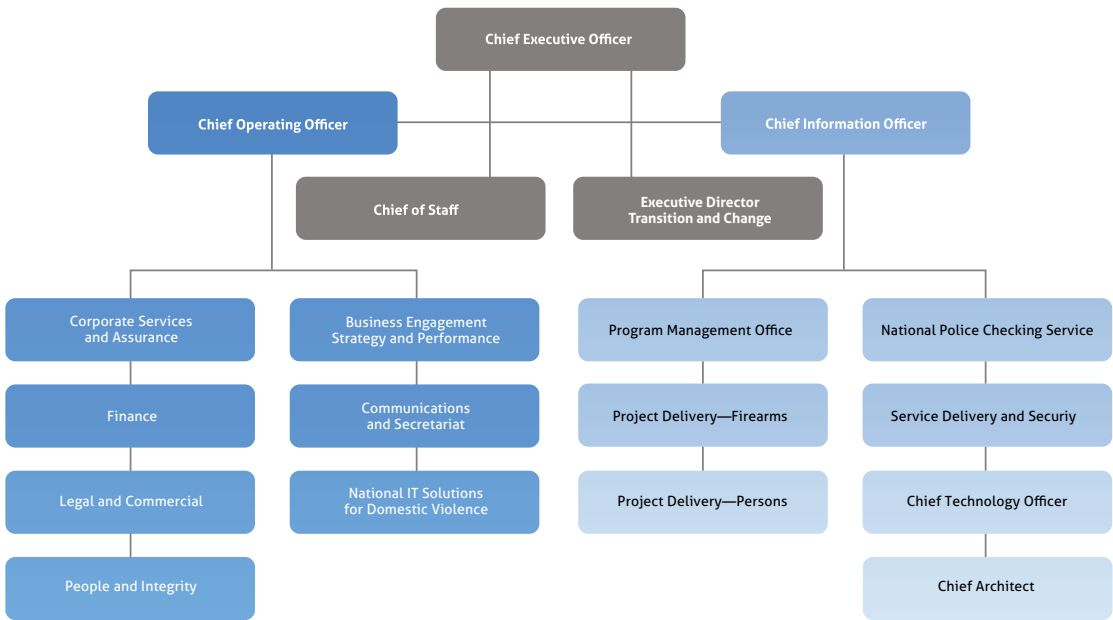 Chief Executive Officer
Chief Operating Officer
Chief Information Officer
Chief of Staff
Executive Director
Transition and Change
Corporate Services
and Assurance
Business Engagement
Strategy and Performance
Program Management Office
National Police Checking Service
Finance
Communications
and Secretariat
Project Delivery—Firearms
Service Delivery and Securiy
Legal and Commercial
National IT Solutions
for Domestic Violence
Project Delivery—Persons
Chief Technology Officer
People and Integrity
Chief Architect